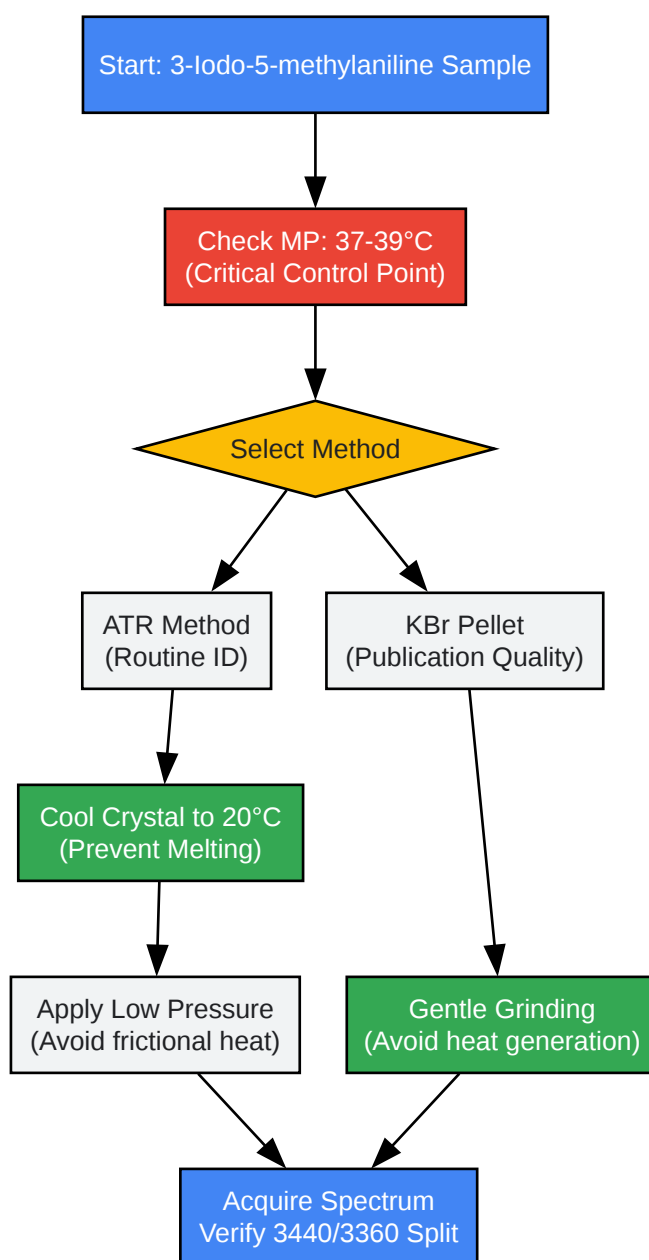 Start: 3-Iodo-5-methylaniline Sample
Check MP: 37-39°C
(Critical Control Point)
Select Method
ATR Method
(Routine ID)
KBr Pellet
(Publication Quality)
Cool Crystal to 20°C
(Prevent Melting)
Apply Low Pressure
(Avoid frictional heat)
Gentle Grinding
(Avoid heat generation)
Acquire Spectrum
Verify 3440/3360 Split